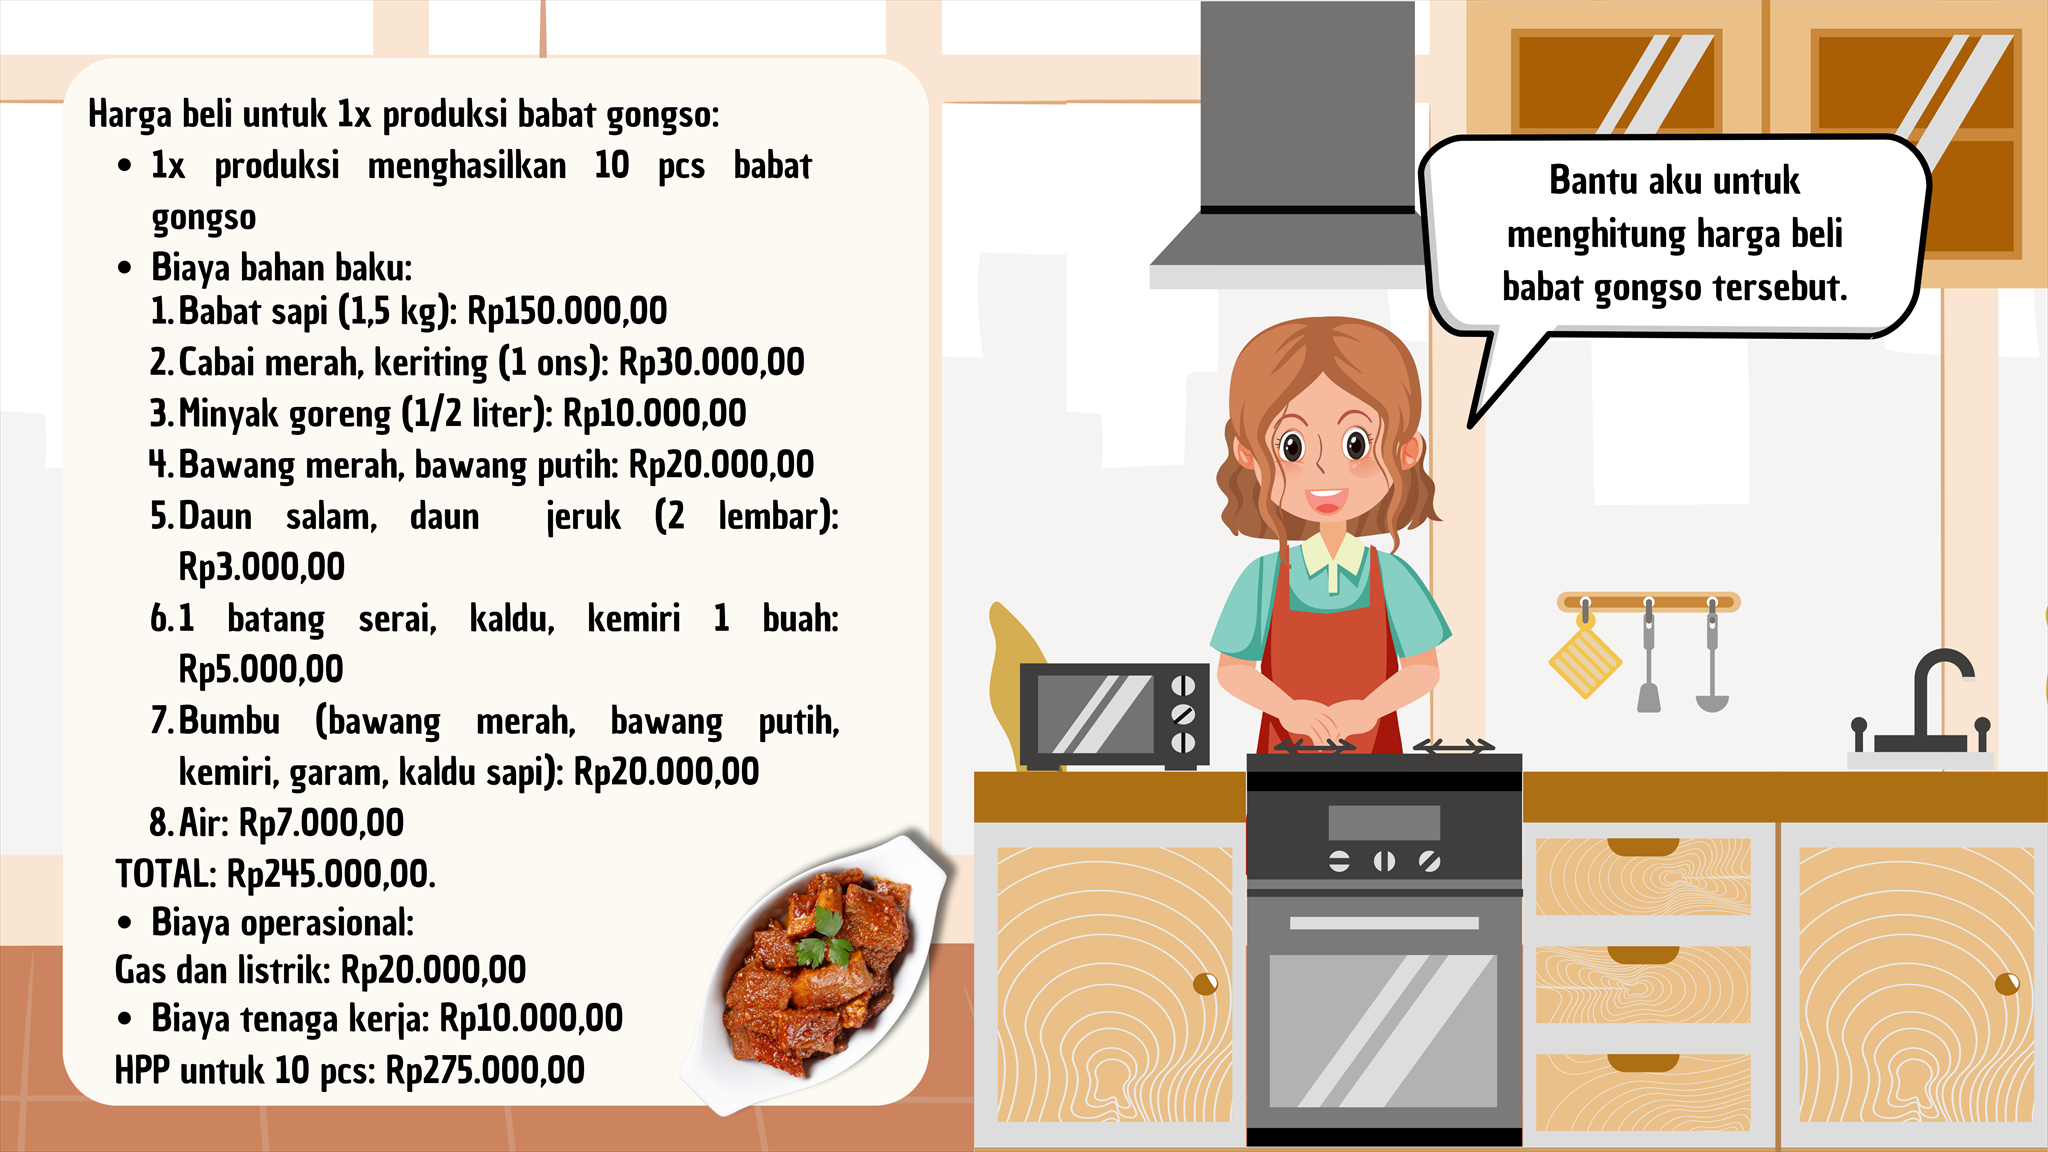 Harga beli untuk 1x produksi babat gongso:
• 1x produksi menghasilkan 10 pcs babat
gongso
• Biaya bahan baku:
1. Babat sapi (1,5 kg): Rp150.000,00
2. Cabai merah, keriting (1 ons): Rp30.000,00
3. Minyak goreng (1/2 liter): Rp10.000,00
4. Bawang merah, bawang putih: Rp20.000,00
5. Daun salam, daun jeruk (2 lembar):
Rp3.000,00
6. 1 batang serai, kaldu, kemiri 1 buah:
Rp5.000,00
7. Bumbu (bawang merah, bawang putih,
kemiri, garam, kaldu sapi): Rp20.000,00
8. Air: Rp7.000,00
TOTAL: Rp245.000,00.
• Biaya operasional:
Gas dan listrik: Rp20.000,00
• Biaya tenaga kerja: Rp10.000,00
HPP untuk 10 pcs: Rp275.000,00
Bantu aku untuk
menghitung harga beli
babat gongso tersebut.